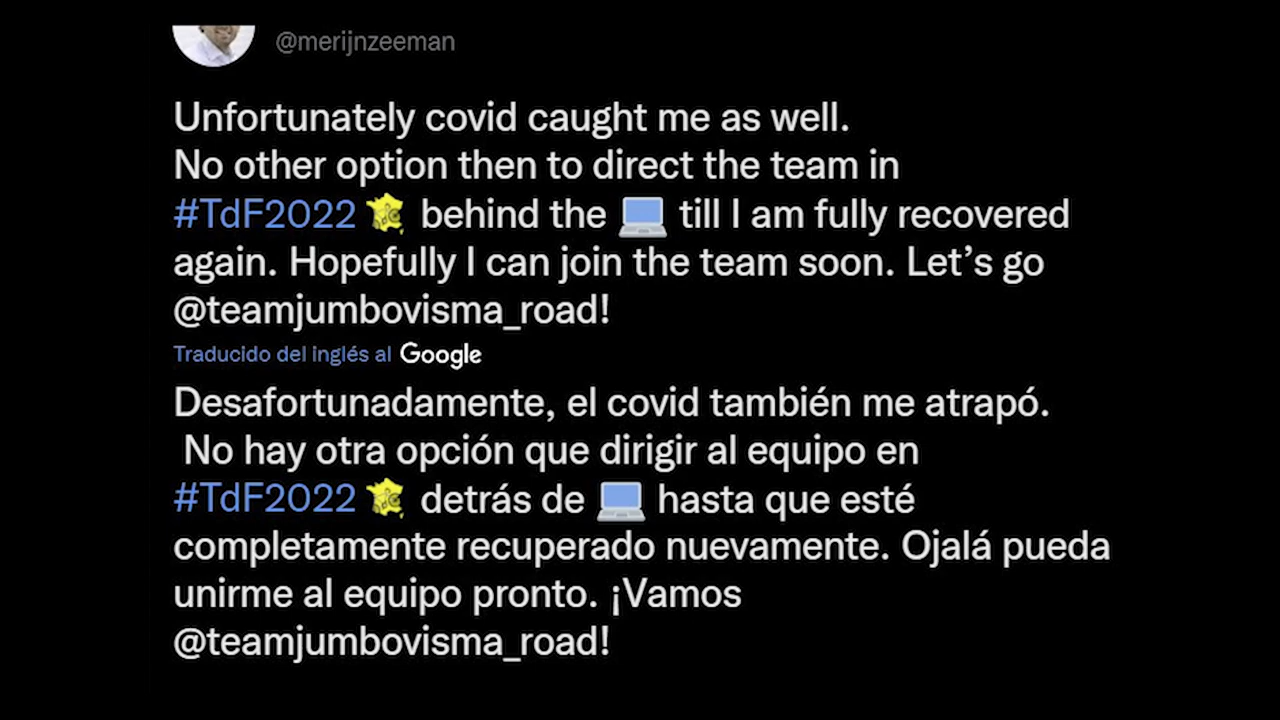 @merijnzeeman
Unfortunately covid caught me as well.
No other option then to direct the team in
#TdF2022 behind the 💻 till I am fully recovered
again. Hopefully I can join the team soon. Let’s go
@teamjumbovisma_road!
Traducido del inglés al Google
Desafortunadamente, el covid también me atrapó.
No hay otra opción que dirigir al equipo en
#TdF2022 detrás de 💻 hasta que esté
completamente recuperado nuevamente. Ojalá pueda
unirme al equipo pronto. ¡Vamos
@teamjumbovisma_road!